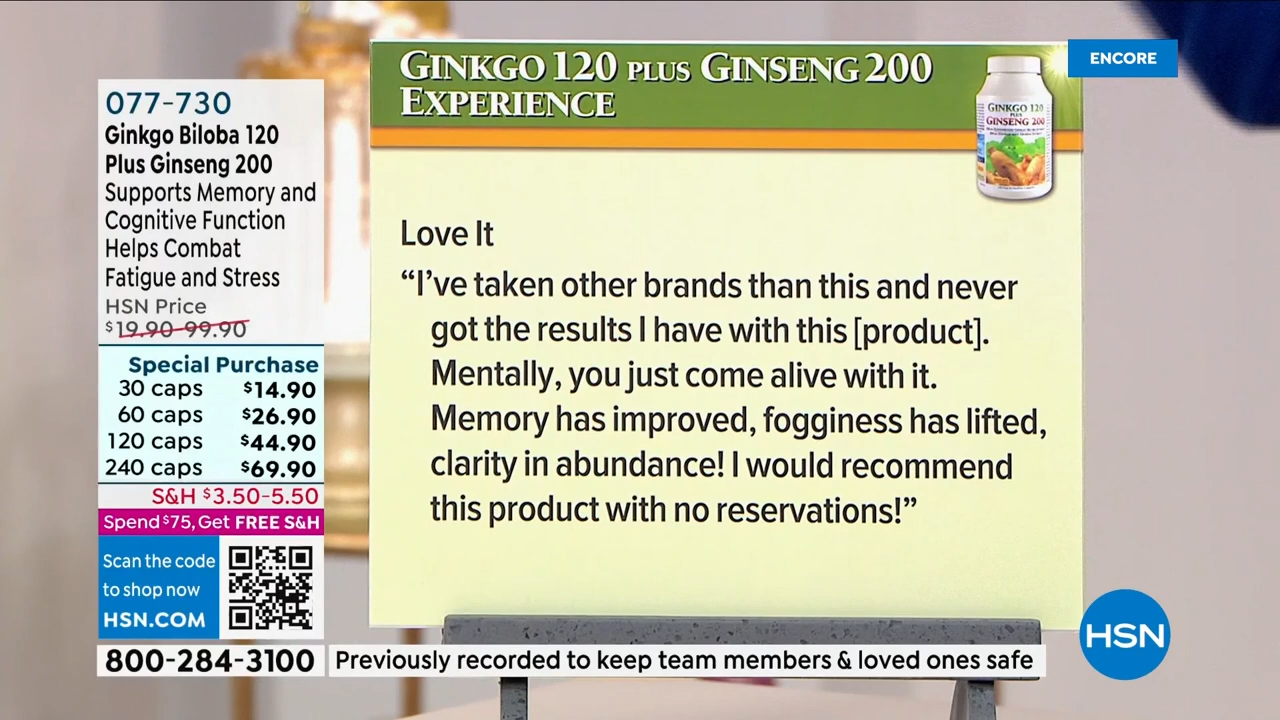 077-730
Ginkgo Biloba 120
Plus Ginseng 200
Supports Memory and
Cognitive Function
Helps Combat
Fatigue and Stress
HSN Price
$19.90-99.90
Special Purchase
30 caps $14.90
60 caps $26.90
120 caps $44.90
240 caps $69.90
S&H $3.50-5.50
Spend $75, Get FREE S&H
Scan the code
to shop now
HSN.COM
800-284-3100
Previously recorded to keep team members & loved ones safe
ENCORE
GINKGO 120 PLUS GINSENG 200
EXPERIENCE
GINKGO 120
PLUS
GINSENG 200
Love It
“I’ve taken other brands than this and never
got the results I have with this [product].
Mentally, you just come alive with it.
Memory has improved, fogginess has lifted,
clarity in abundance! I would recommend
this product with no reservations!”
HSN